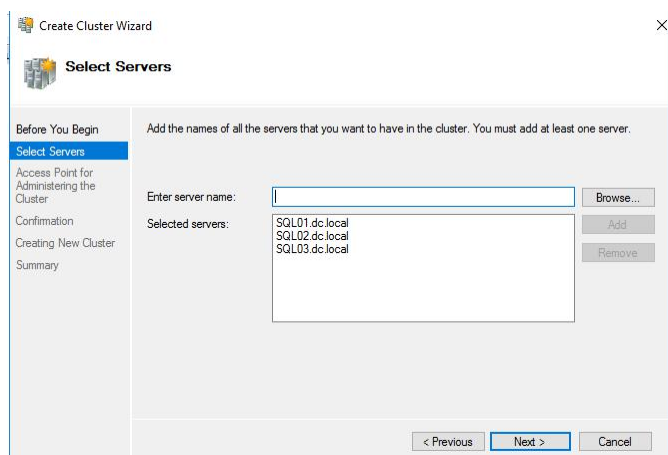 Create Cluster Wizard
Select Servers
Before You Begin
Select Servers
Access Point for
Administering the
Cluster
Confirmation
Creating New Cluster
Summary
Add the names of all the servers that you want to have in the cluster. You must add at least one server.
Enter server name:
Browse...
Selected servers:
SQL01.dc.local
SQL02.dc.local
SQL03.dc.local
Add
Remove
< Previous
Next >
Cancel